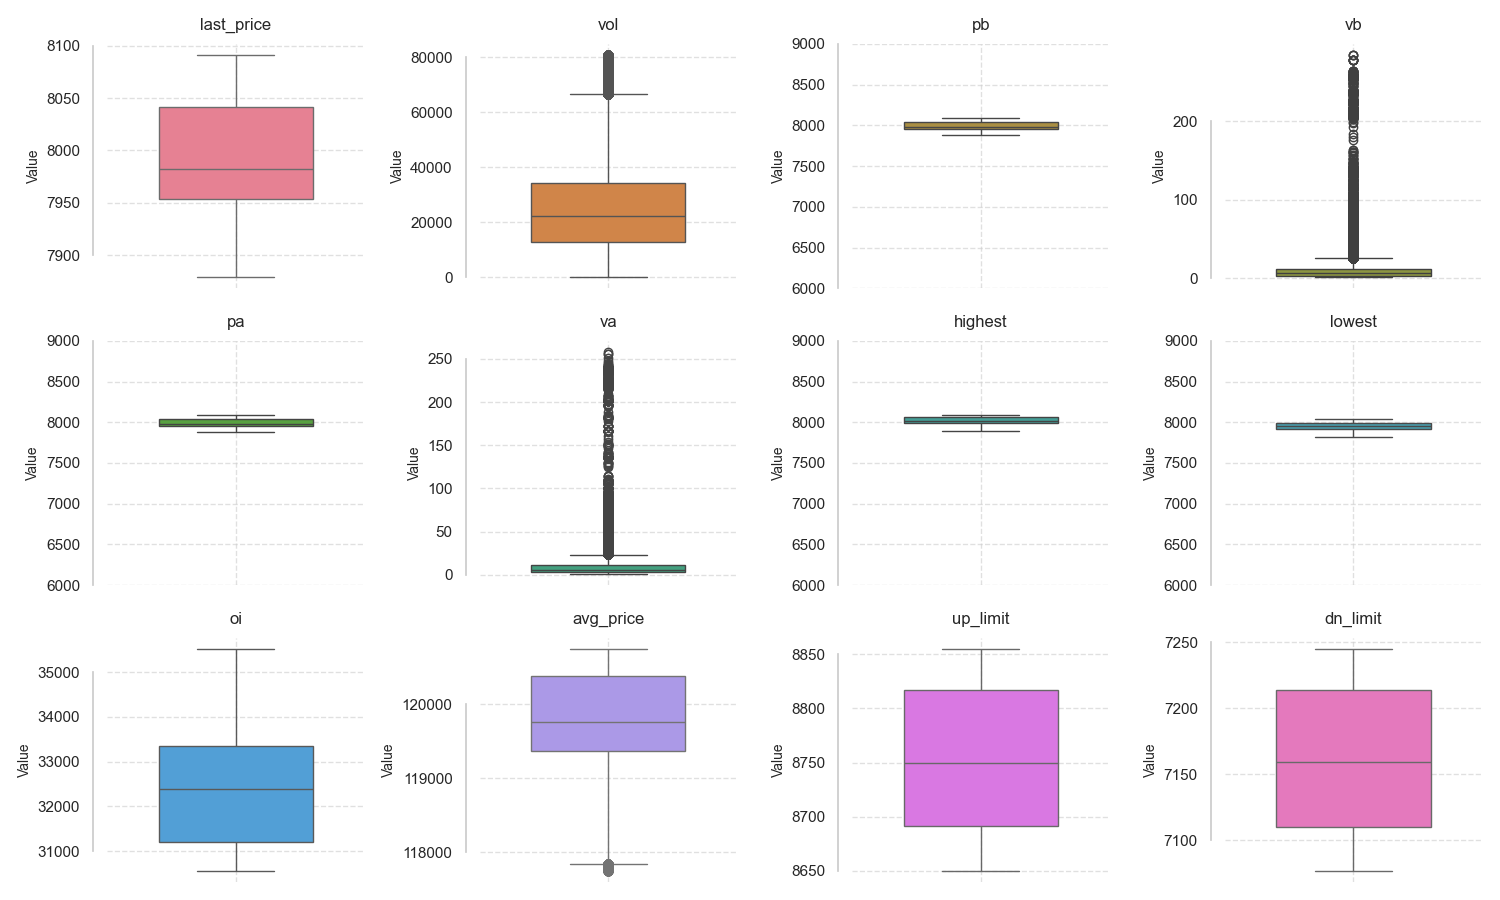 last_price
8100
8050
8000
7950
7900
Value
vol
80000
60000
40000
20000
0
Value
pb
9000
8500
8000
7500
7000
6500
6000
Value
vb
200
100
0
Value
pa
9000
8500
8000
7500
7000
6500
6000
Value
va
250
200
150
100
50
0
Value
highest
9000
8500
8000
7500
7000
6500
6000
Value
lowest
9000
8500
8000
7500
7000
6500
6000
Value
oi
35000
34000
33000
32000
31000
Value
avg_price
120000
119000
118000
Value
up_limit
8850
8800
8750
8700
8650
Value
dn_limit
7250
7200
7150
7100
Value